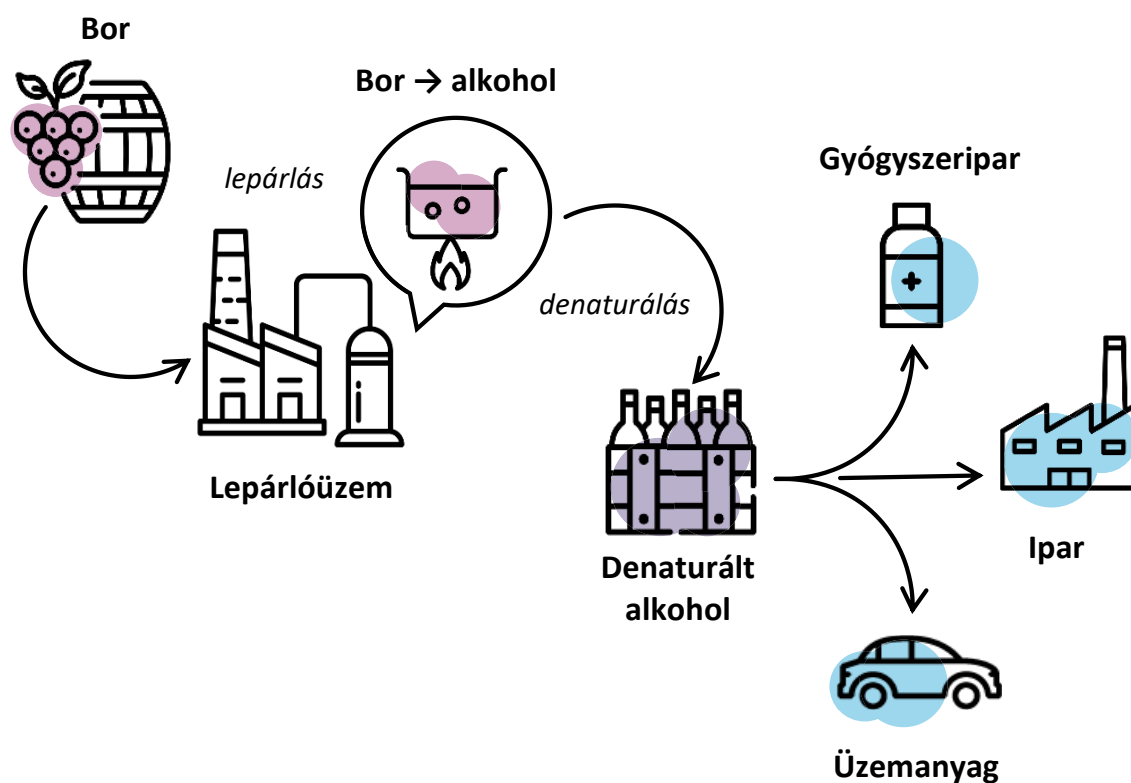 Bor
Bor → alkohol
lepárlás
Gyógyszeripar
denaturálás
Lepárlóüzem
Denaturált
alkohol
Ipar
Üzemanyag